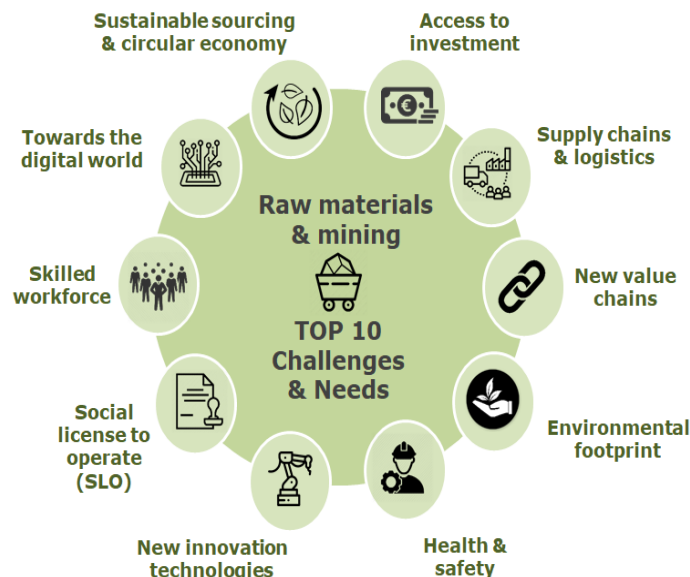 Sustainable sourcing
& circular economy
Access to
investment
Towards the
digital world
Supply chains
& logistics
Raw materials
& mining
Skilled
workforce
New value
chains
TOP 10
Challenges
& Needs
Social
license to
operate
(SLO)
Environmental
footprint
New innovation
technologies
Health &
safety